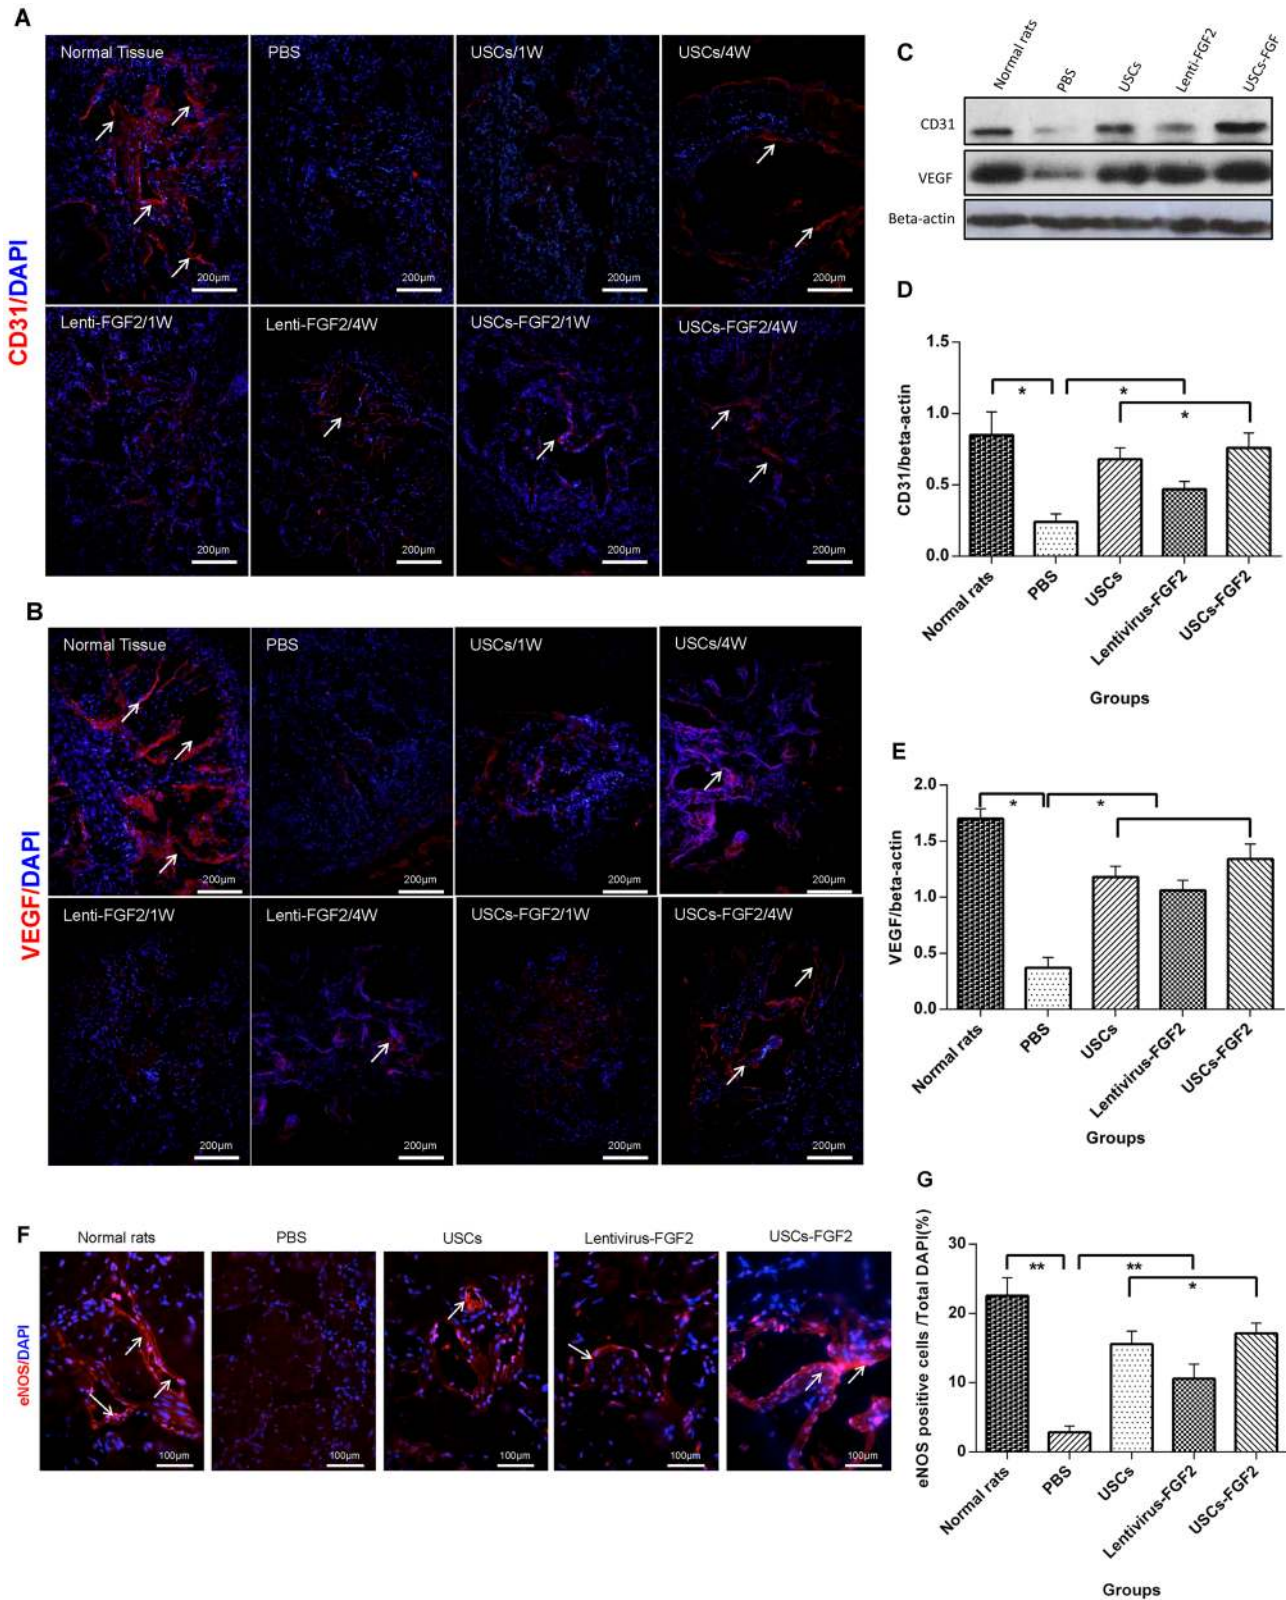 A
CD31/DAPI
Normal Tissue
PBS
USCs/1W
USCs/4W
200µm
200µm
200µm
200µm
Lenti-FGF2/1W
Lenti-FGF2/4W
USCs-FGF2/1W
USCs-FGF2/4W
200µm
200µm
200µm
200µm
B
VEGF/DAPI
Normal Tissue
PBS
USCs/1W
USCs/4W
200µm
200µm
200µm
200µm
Lenti-FGF2/1W
Lenti-FGF2/4W
USCs-FGF2/1W
USCs-FGF2/4W
200µm
200µm
200µm
200µm
C
Normal rats
PBS
USCs
Lenti-FGF2
USCs-FGF
CD31
VEGF
Beta-actin
D
CD31/beta-actin
1.5
1.0
0.5
0.0
*
*
*
Normal rats
PBS
USCs
Lentivirus-FGF2
USCs-FGF2
Groups
E
VEGF/beta-actin
2.0
1.5
1.0
0.5
0.0
*
*
Normal rats
PBS
USCs
Lentivirus-FGF2
USCs-FGF2
Groups
F
eNOS/DAPI
Normal rats
PBS
USCs
Lentivirus-FGF2
USCs-FGF2
100µm
100µm
100µm
100µm
100µm
G
eNOS positive cells /Total DAPI(%)
30
20
10
0
**
**
*
Normal rats
PBS
USCs
Lentivirus-FGF2
USCs-FGF2
Groups